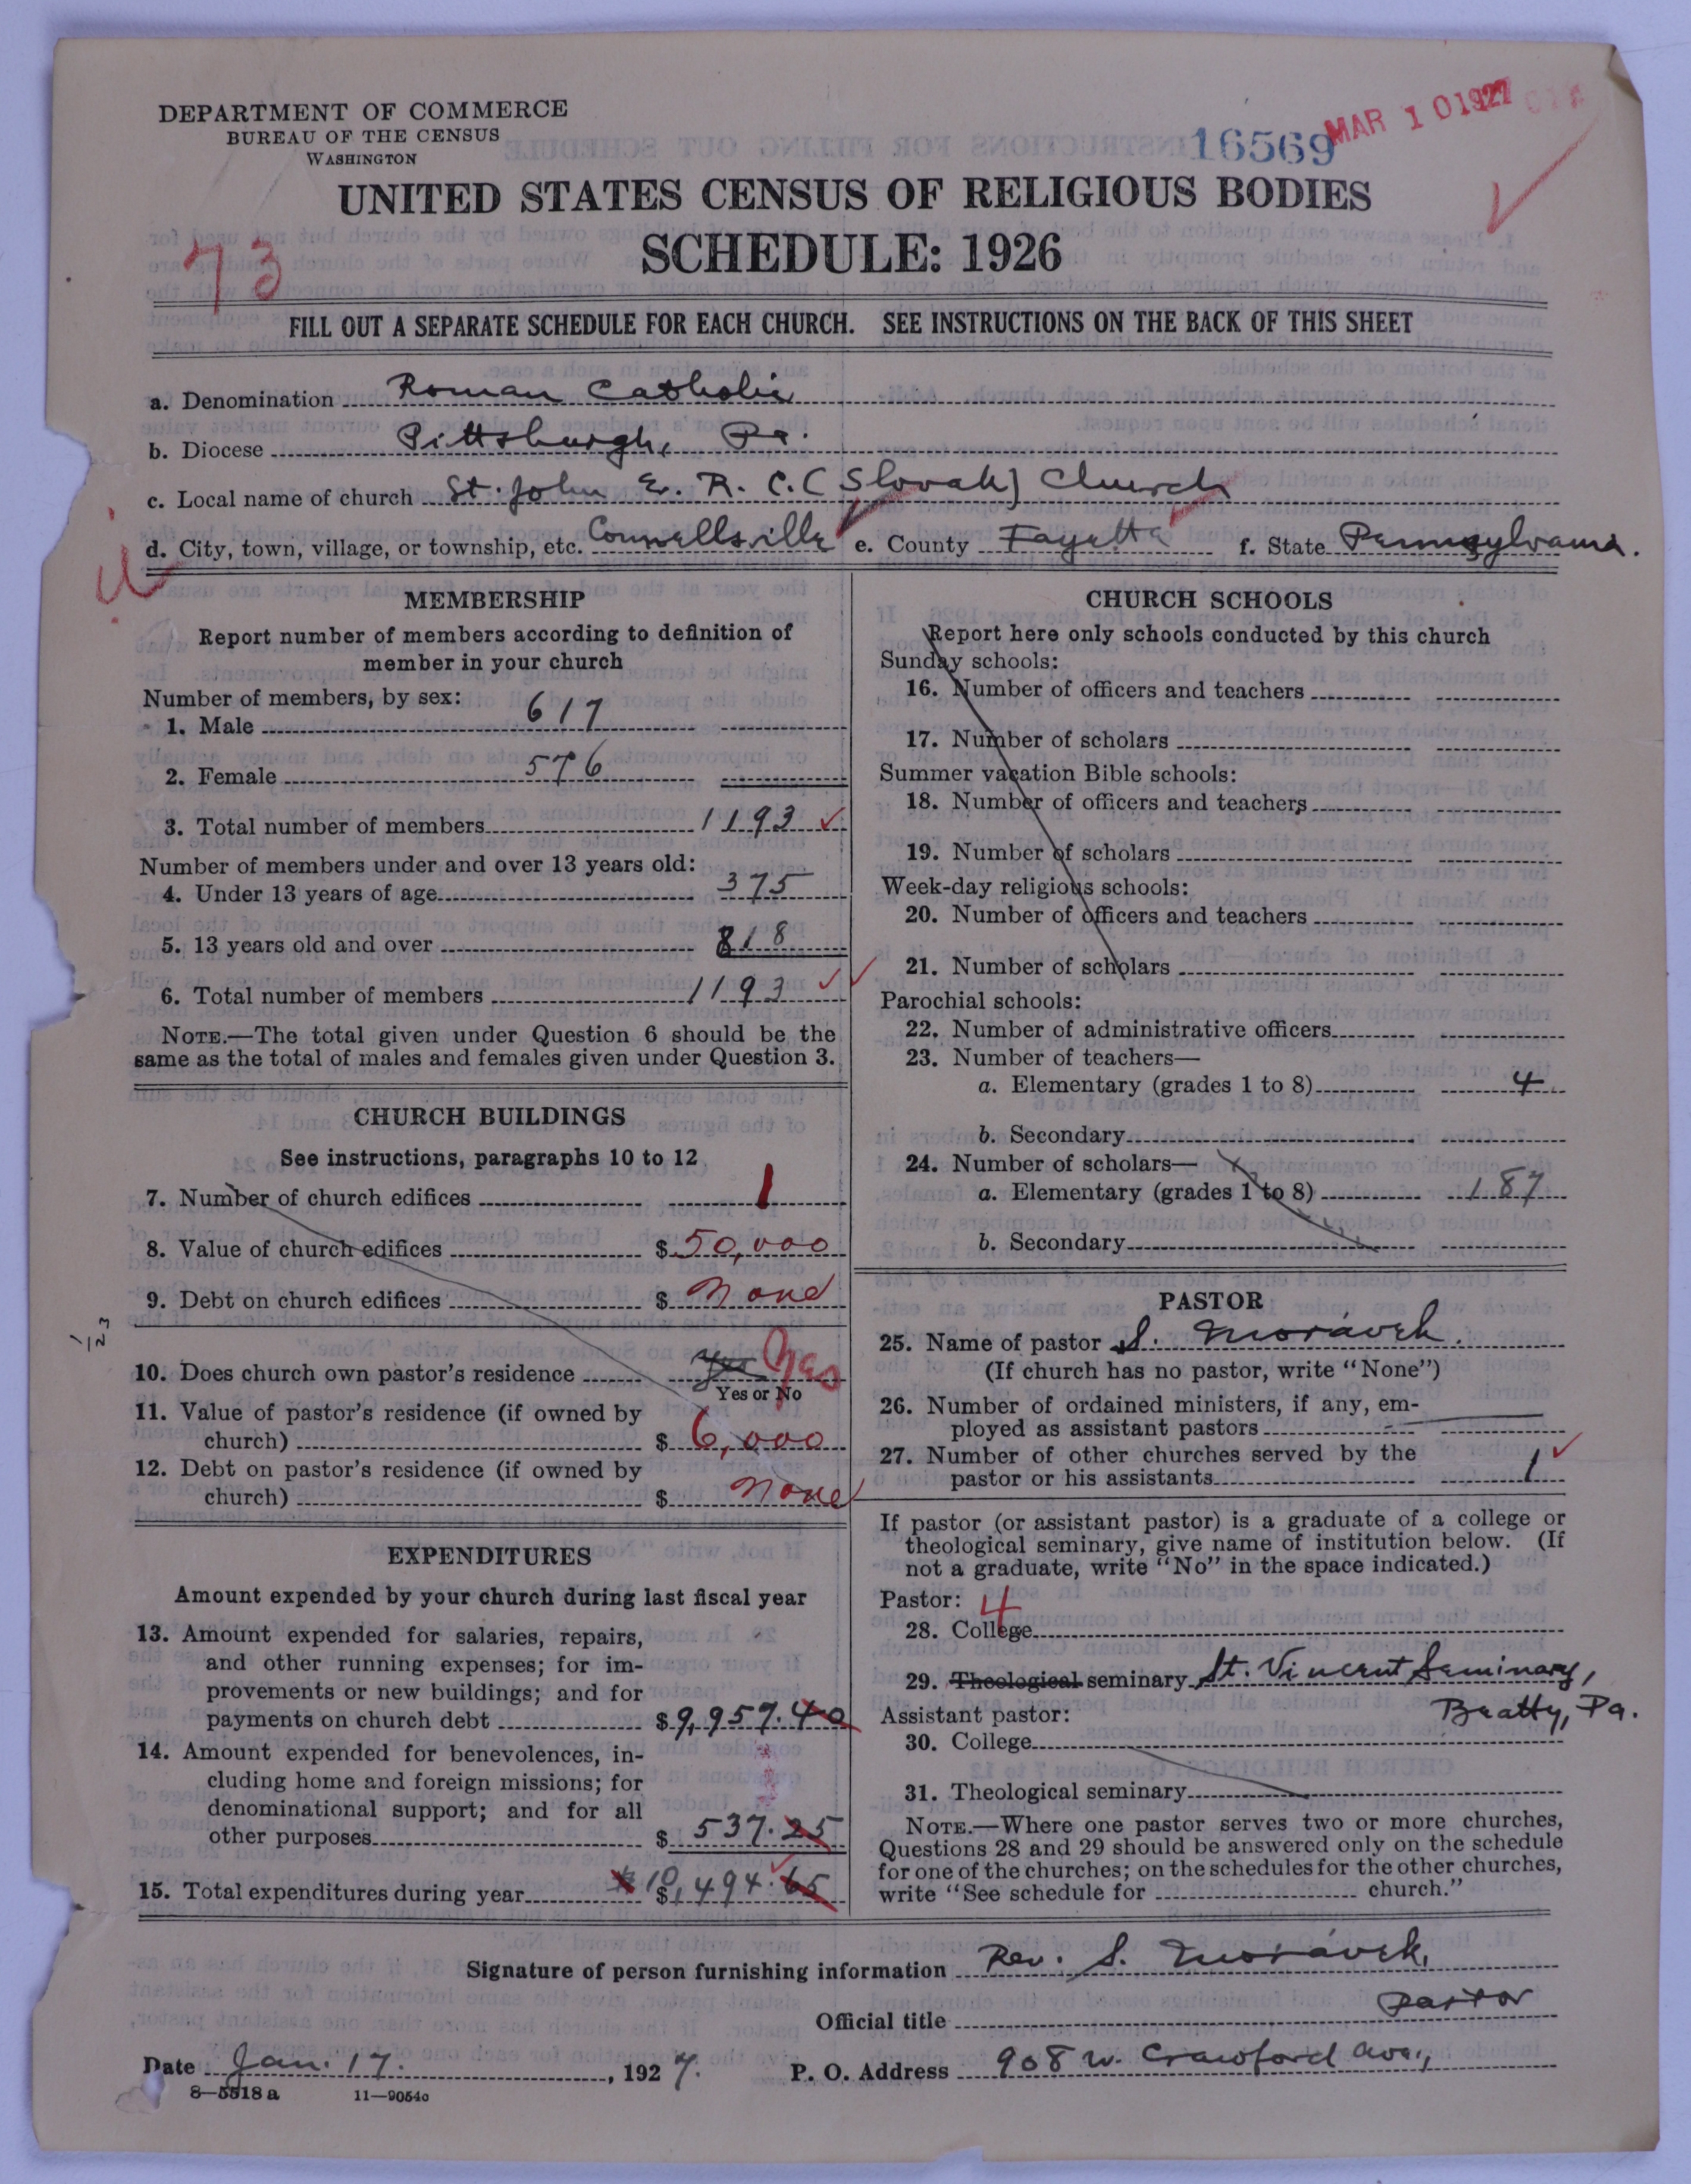 DEPARTMENT OF COMMERCE
BUREAU OF THE CENSUS
WASHINGTON
16569
MAR 10 1927
UNITED STATES CENSUS OF RELIGIOUS BODIES
SCHEDULE: 1926
73
FILL OUT A SEPARATE SCHEDULE FOR EACH CHURCH. SEE INSTRUCTIONS ON THE BACK OF THIS SHEET
a. Denomination Roman Catholic
b. Diocese Pittsburgh, Pa.
c. Local name of church St. John E. R. C. (Slovak) Church
d. City, town, village, or township, etc. Connellsville e. County Fayette f. State Pennsylvania.
MEMBERSHIP
Report number of members according to definition of
member in your church
Number of members, by sex:
1. Male 617
2. Female 576
3. Total number of members 1193
Number of members under and over 13 years old:
4. Under 13 years of age 375
5. 13 years old and over 818
6. Total number of members 1193
NOTE.—The total given under Question 6 should be the
same as the total of males and females given under Question 3.
CHURCH BUILDINGS
See instructions, paragraphs 10 to 12
7. Number of church edifices 1
8. Value of church edifices $ 50,000
9. Debt on church edifices $ None
1/23
10. Does church own pastor's residence yes Yes
Yes or No
11. Value of pastor's residence (if owned by
church) $ 6,000
12. Debt on pastor's residence (if owned by
church) $ None
EXPENDITURES
Amount expended by your church during last fiscal year
13. Amount expended for salaries, repairs,
and other running expenses; for im-
provements or new buildings; and for
payments on church debt $ 9,957.40
14. Amount expended for benevolences, in-
cluding home and foreign missions; for
denominational support; and for all
other purposes $ 537.25
15. Total expenditures during year $ 10,494.65
CHURCH SCHOOLS
Report here only schools conducted by this church
Sunday schools:
16. Number of officers and teachers
17. Number of scholars
Summer vacation Bible schools:
18. Number of officers and teachers
19. Number of scholars
Week-day religious schools:
20. Number of officers and teachers
21. Number of scholars
Parochial schools:
22. Number of administrative officers
23. Number of teachers—
a. Elementary (grades 1 to 8) 4
b. Secondary
24. Number of scholars—
a. Elementary (grades 1 to 8) 187
b. Secondary
PASTOR
25. Name of pastor S. Morávek.
(If church has no pastor, write "None")
26. Number of ordained ministers, if any, em-
ployed as assistant pastors
27. Number of other churches served by the
pastor or his assistants 1
If pastor (or assistant pastor) is a graduate of a college or
theological seminary, give name of institution below. (If
not a graduate, write "No" in the space indicated.)
Pastor: 4
28. College
29. Theological seminary St. Vincent Seminary,
Beatty, Pa.
Assistant pastor:
30. College
31. Theological seminary
NOTE.—Where one pastor serves two or more churches,
Questions 28 and 29 should be answered only on the schedule
for one of the churches; on the schedules for the other churches,
write "See schedule for church."
Signature of person furnishing information Rev. S. Morávek,
Official title Pastor
Date Jan. 17., 1927. P. O. Address 908 W. Crawford Ave.,
8—5518 a 11—9054c